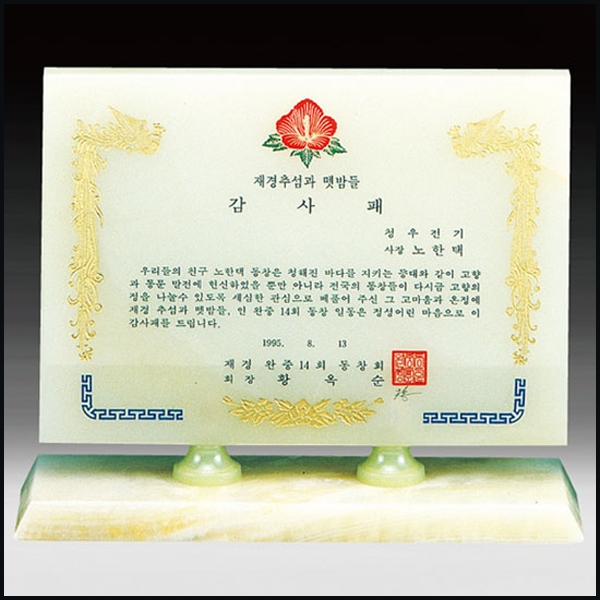 재경추섬과 땟밤들
감 사 패
청 우 전 기
사장 노한택
우리들의 친구 노한택 동창은 청해진 바다를 지키는 등대와 같이 고향
과 동문 발전에 헌신하였을 뿐만 아니라 전국의 동창들이 다시금 고향의
정을 나눌수 있도록 세심한 관심으로 베풀어 주신 그 고마움과 온정에
재경 추섬과 땟밤들, 인 완중 14회 동창 일동은 정성어린 마음으로 이
감사패를 드립니다.
1995. 8. 13
재 경 완중 14 회 동 창 회
회 장 황 옥 순